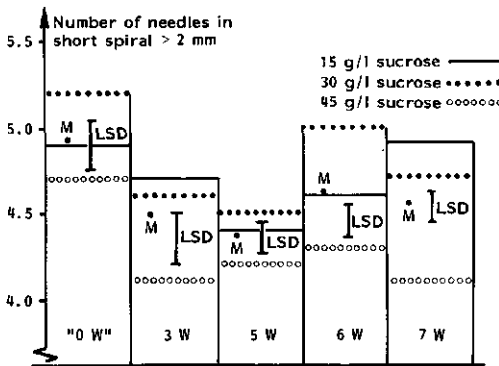 Number of needles in
short spiral > 2 mm
5.5
15 g/l sucrose
30 g/l sucrose
45 g/l sucrose
5.0
M
LSD
M
M
LSD
4.5
M
LSD
M
LSD
LSD
4.0
"0 W"
3 W
5 W
6 W
7 W